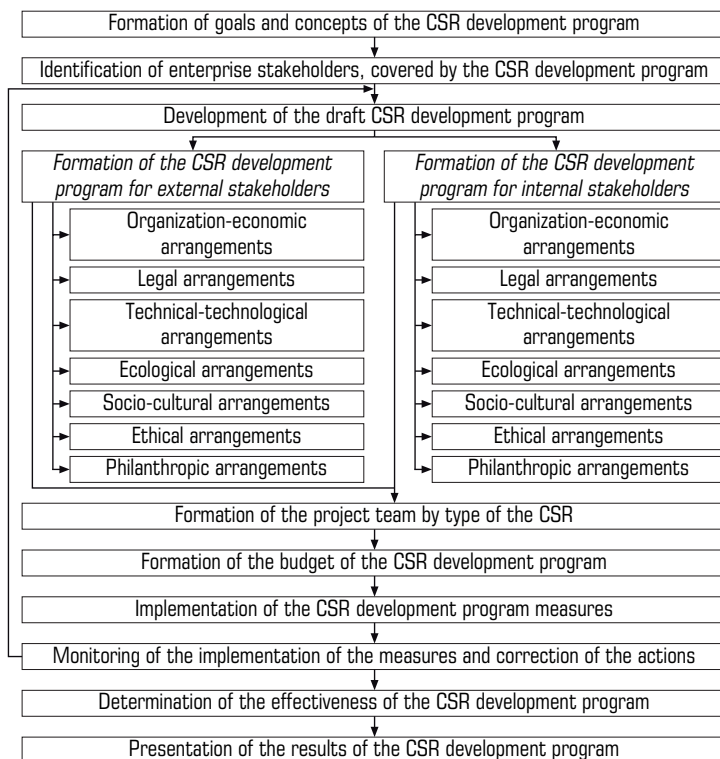 Formation of goals and concepts of the CSR development program
Identification of enterprise stakeholders, covered by the CSR development program
Development of the draft CSR development program
Formation of the CSR development
program for external stakeholders
Organization-economic
arrangements
Legal arrangements
Technical-technological
arrangements
Ecological arrangements
Socio-cultural arrangements
Ethical arrangements
Philanthropic arrangements
Formation of the CSR development
program for internal stakeholders
Organization-economic
arrangements
Legal arrangements
Technical-technological
arrangements
Ecological arrangements
Socio-cultural arrangements
Ethical arrangements
Philanthropic arrangements
Formation of the project team by type of the CSR
Formation of the budget of the CSR development program
Implementation of the CSR development program measures
Monitoring of the implementation of the measures and correction of the actions
Determination of the effectiveness of the CSR development program
Presentation of the results of the CSR development program